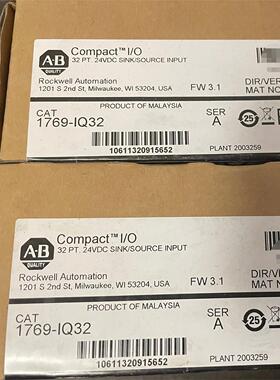 A-B
QUALITY
Compact™ I/O
32 PT. 24VDC SINK/SOURCE INPUT
Rockwell Automation
1201 S 2nd St, Milwaukee, WI 53204, USA
FW 3.1
DIR/VER
MAT NO
PRODUCT OF MALAYSIA
CAT
1769-IQ32
SER
A
25
10611320915652
PLANT 2003259
A-B
QUALITY
Compact™ I/O
32 PT. 24VDC SINK/SOURCE INPUT
Rockwell Automation
1201 S 2nd St, Milwaukee, WI 53204, USA
FW 3.1
DIR/VE
MAT N
PRODUCT OF MALAYSIA
CAT
1769-IQ32
SER
A
25
10611320915652
PLANT 2003259